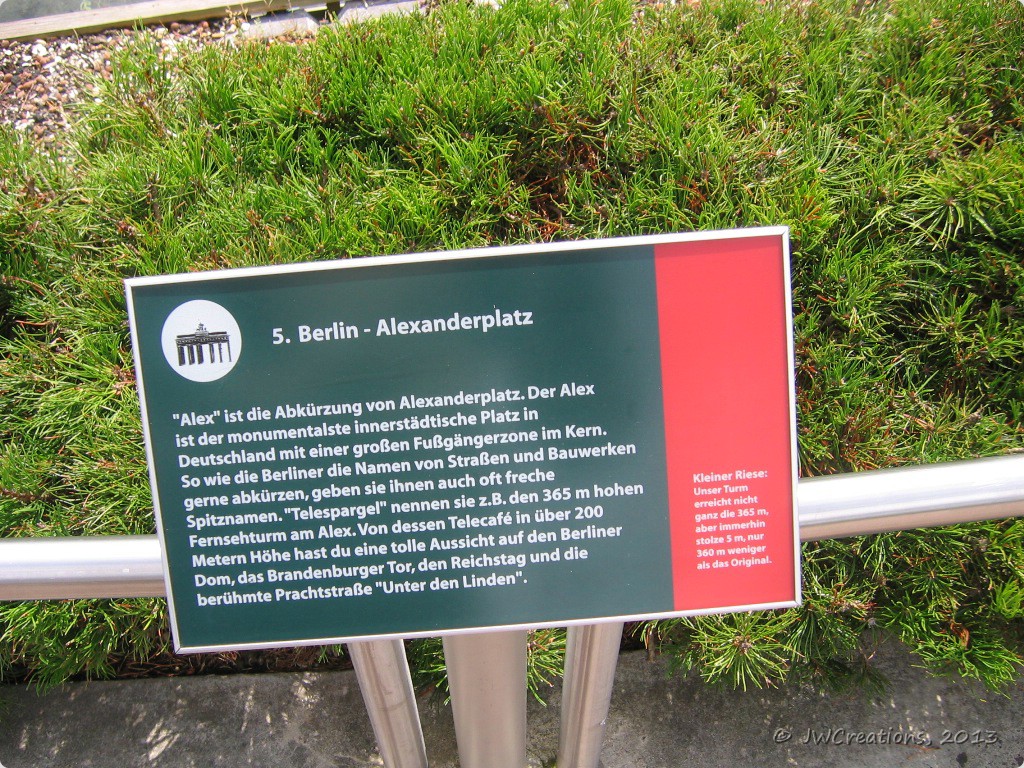 5. Berlin - Alexanderplatz
"Alex" ist die Abkürzung von Alexanderplatz. Der Alex
ist der monumentalste innerstädtische Platz in
Deutschland mit einer großen Fußgängerzone im Kern.
So wie die Berliner die Namen von Straßen und Bauwerken
gerne abkürzen, geben sie ihnen auch oft freche
Spitznamen. "Telespargel" nennen sie z.B. den 365 m hohen
Fernsehturm am Alex. Von dessen Telecafé in über 200
Metern Höhe hast du eine tolle Aussicht auf den Berliner
Dom, das Brandenburger Tor, den Reichstag und die
berühmte Prachtstraße "Unter den Linden".
Kleiner Riese:
Unser Turm
erreicht nicht
ganz die 365 m,
aber immerhin
stolze 5 m, nur
360 m weniger
als das Original.
© JWCreations, 2013